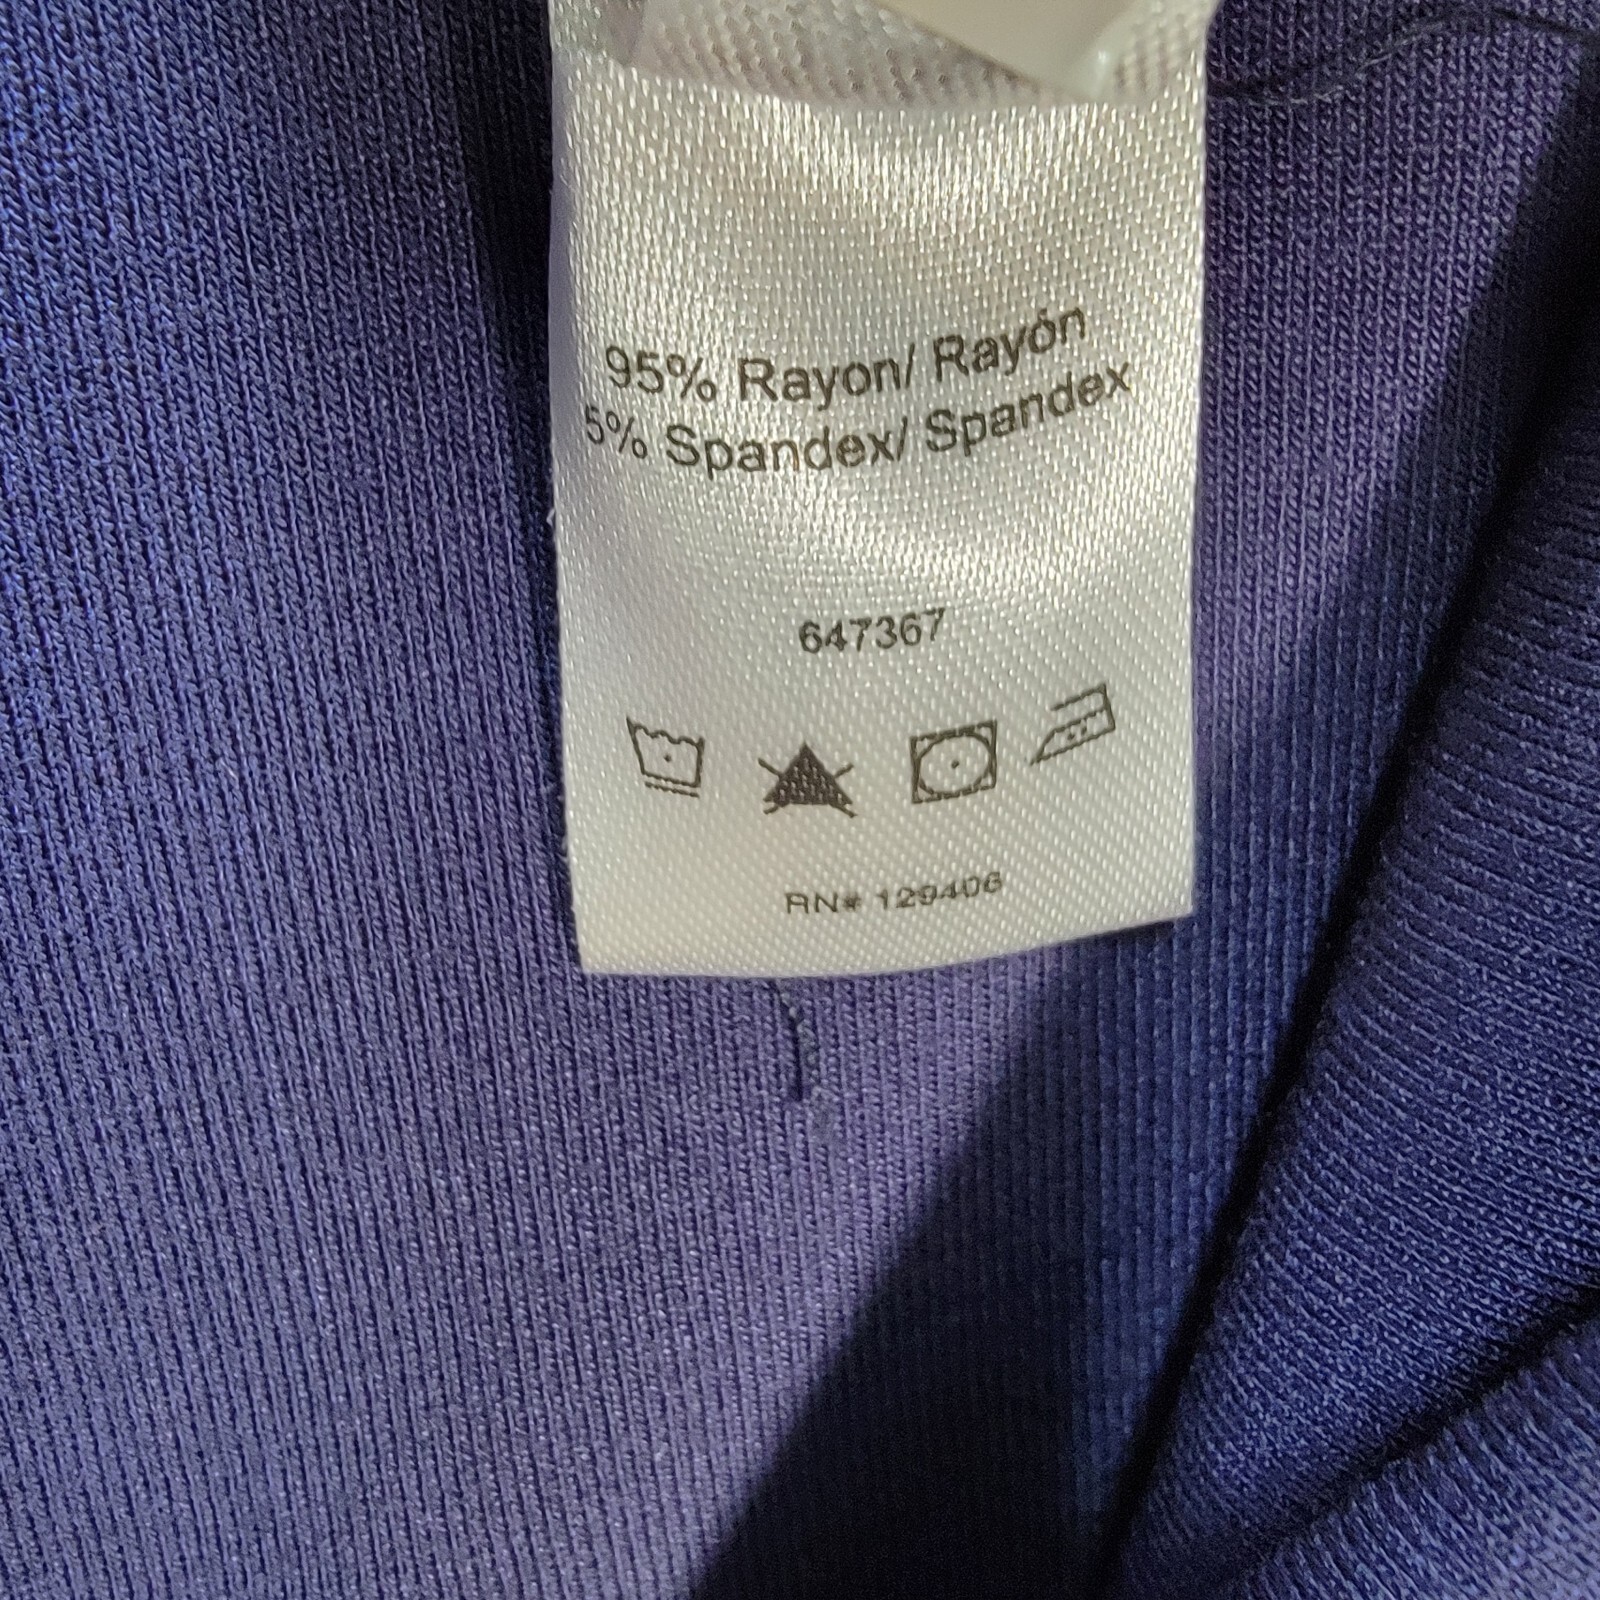 95% Rayon/ Rayón
5% Spandex/ Spandex
647367
RN# 129406